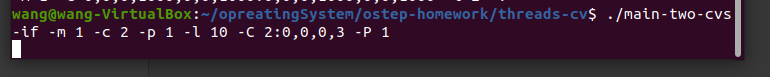 wang@wang-VirtualBox:~/opreatingSystem/ostep-homework/threads-cv$ ./main-two-cvs
-if -m 1 -c 2 -p 1 -l 10 -C 2:0,0,0,3 -P 1